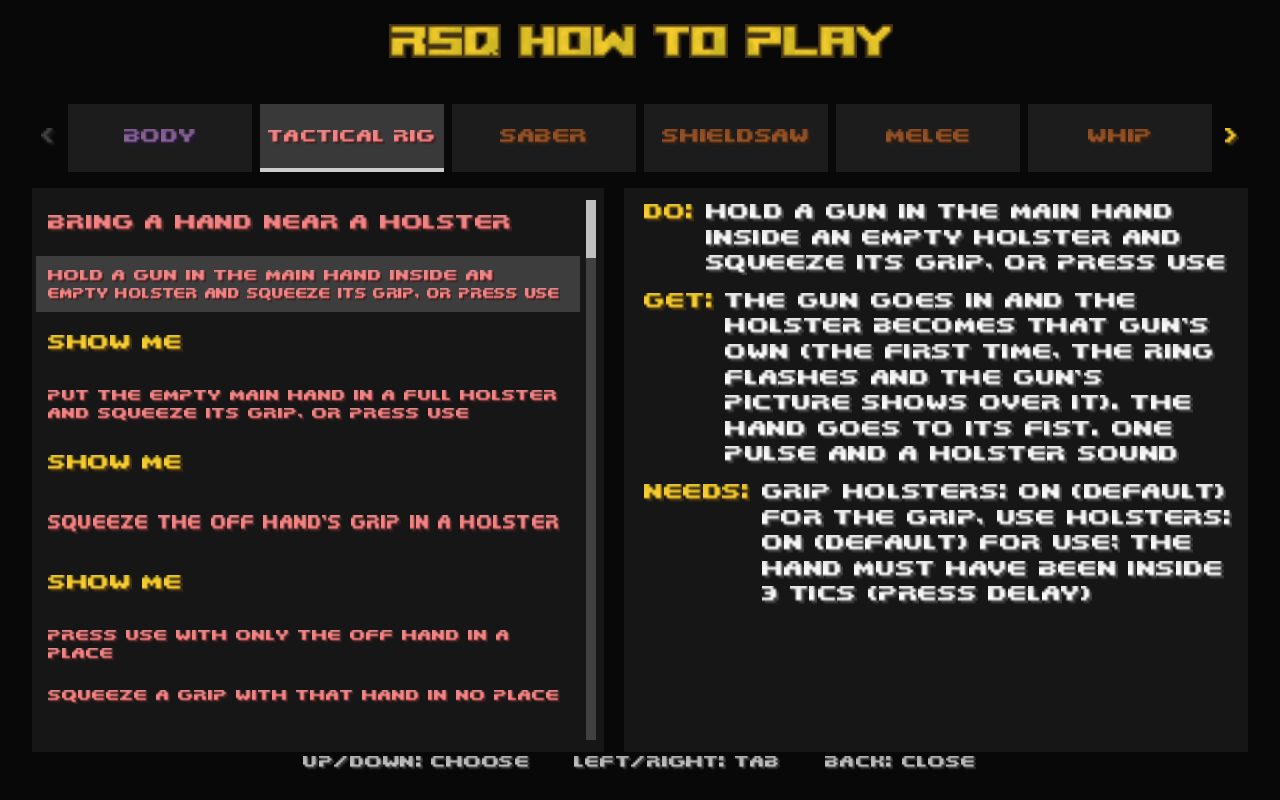 RSQ HOW TO PLAY
< BODY TACTICAL RIG SABER SHIELDSAW MELEE WHIP >
BRING A HAND NEAR A HOLSTER
HOLD A GUN IN THE MAIN HAND INSIDE AN
EMPTY HOLSTER AND SQUEEZE ITS GRIP, OR PRESS USE
SHOW ME
PUT THE EMPTY MAIN HAND IN A FULL HOLSTER
AND SQUEEZE ITS GRIP, OR PRESS USE
SHOW ME
SQUEEZE THE OFF HAND'S GRIP IN A HOLSTER
SHOW ME
PRESS USE WITH ONLY THE OFF HAND IN A
PLACE
SQUEEZE A GRIP WITH THAT HAND IN NO PLACE
DO: HOLD A GUN IN THE MAIN HAND
INSIDE AN EMPTY HOLSTER AND
SQUEEZE ITS GRIP, OR PRESS USE
GET: THE GUN GOES IN AND THE
HOLSTER BECOMES THAT GUN'S
OWN (THE FIRST TIME, THE RING
FLASHES AND THE GUN'S
PICTURE SHOWS OVER IT). THE
HAND GOES TO ITS FIST. ONE
PULSE AND A HOLSTER SOUND
NEEDS: GRIP HOLSTERS: ON (DEFAULT)
FOR THE GRIP, USE HOLSTERS:
ON (DEFAULT) FOR USE; THE
HAND MUST HAVE BEEN INSIDE
3 TICS (PRESS DELAY)
UP/DOWN: CHOOSE LEFT/RIGHT: TAB BACK: CLOSE